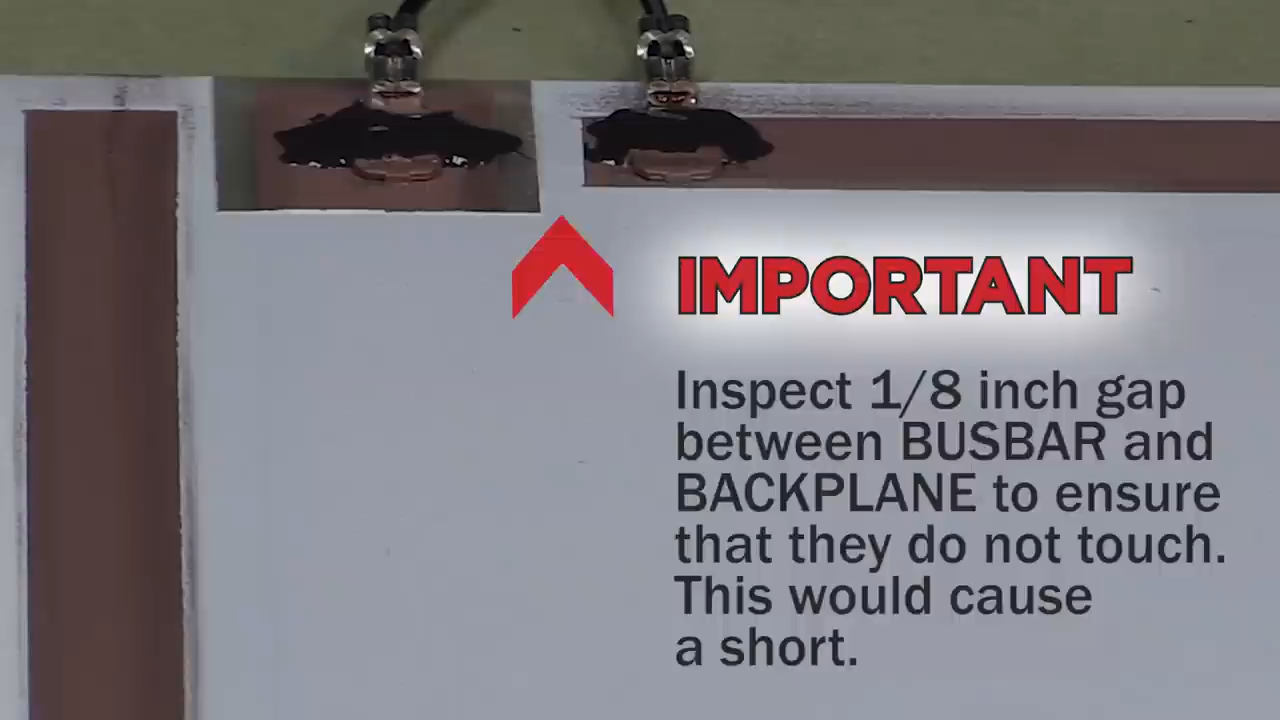 IMPORTANT
Inspect 1/8 inch gap
between BUSBAR and
BACKPLANE to ensure
that they do not touch.
This would cause
a short.